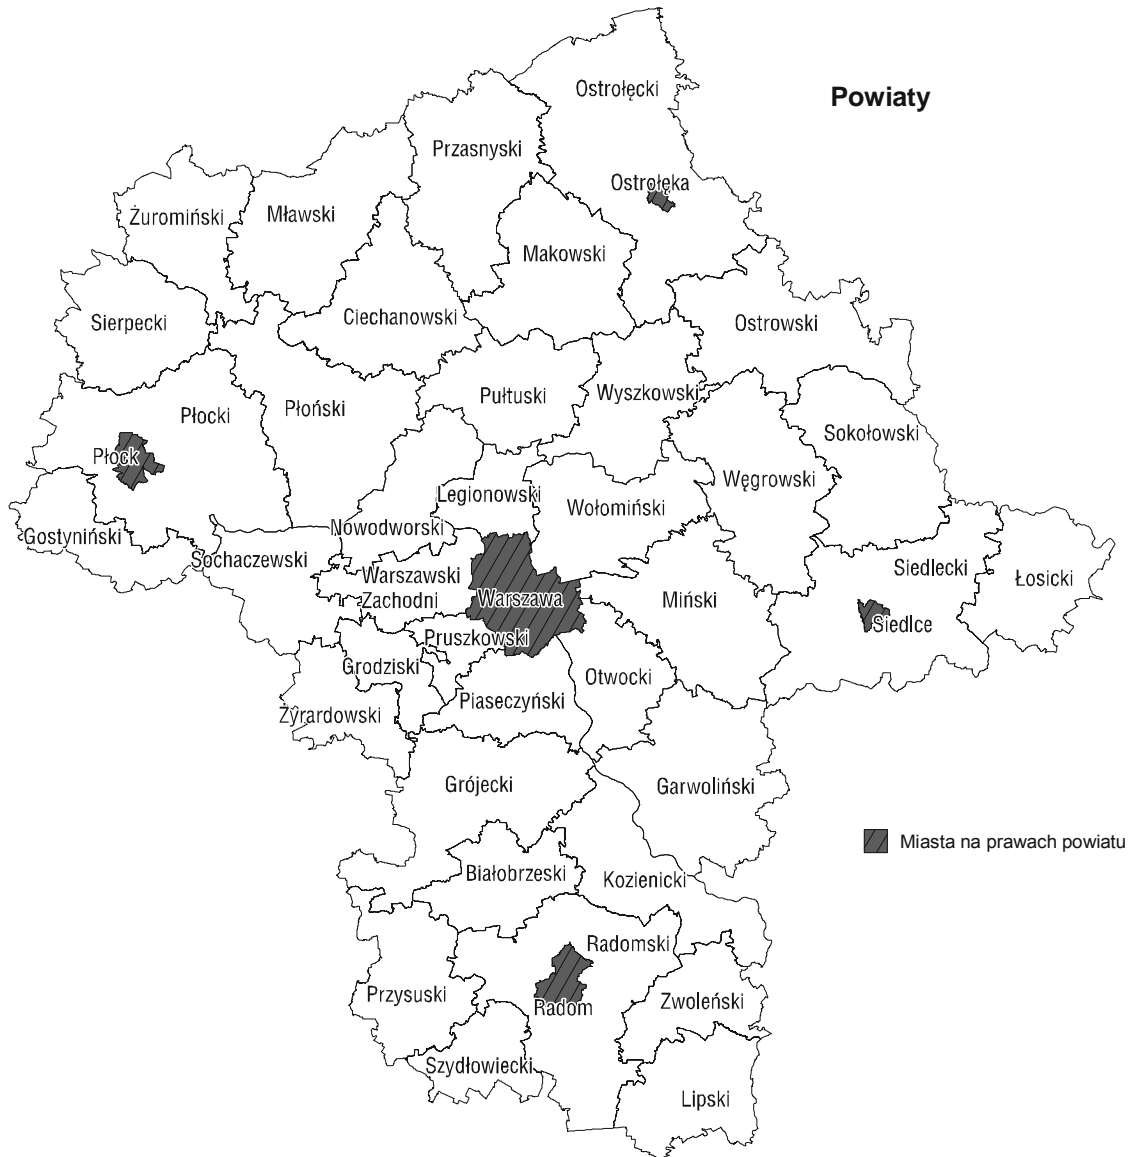 Ostrołęcki
Powiaty
Przasnyski
Ostrołęka
Żuromiński
Mławski
Makowski
Sierpecki
Ciechanowski
Ostrowski
Pułtuski
Wyszkowski
Płocki
Płoński
Sokołowski
Płock
Węgrowski
Legionowski
Wołomiński
Nowodworski
Gostyniński
Sochaczewski
Siedlecki
Łosicki
Warszawski
Zachodni
Warszawa
Miński
Siedlce
Pruszkowski
Grodziski
Otwocki
Piaseczyński
Żyrardowski
Grójecki
Garwoliński
Miasta na prawach powiatu
Białobrzeski
Kozienicki
Radomski
Przysuski
Radom
Zwoleński
Szydłowiecki
Lipski